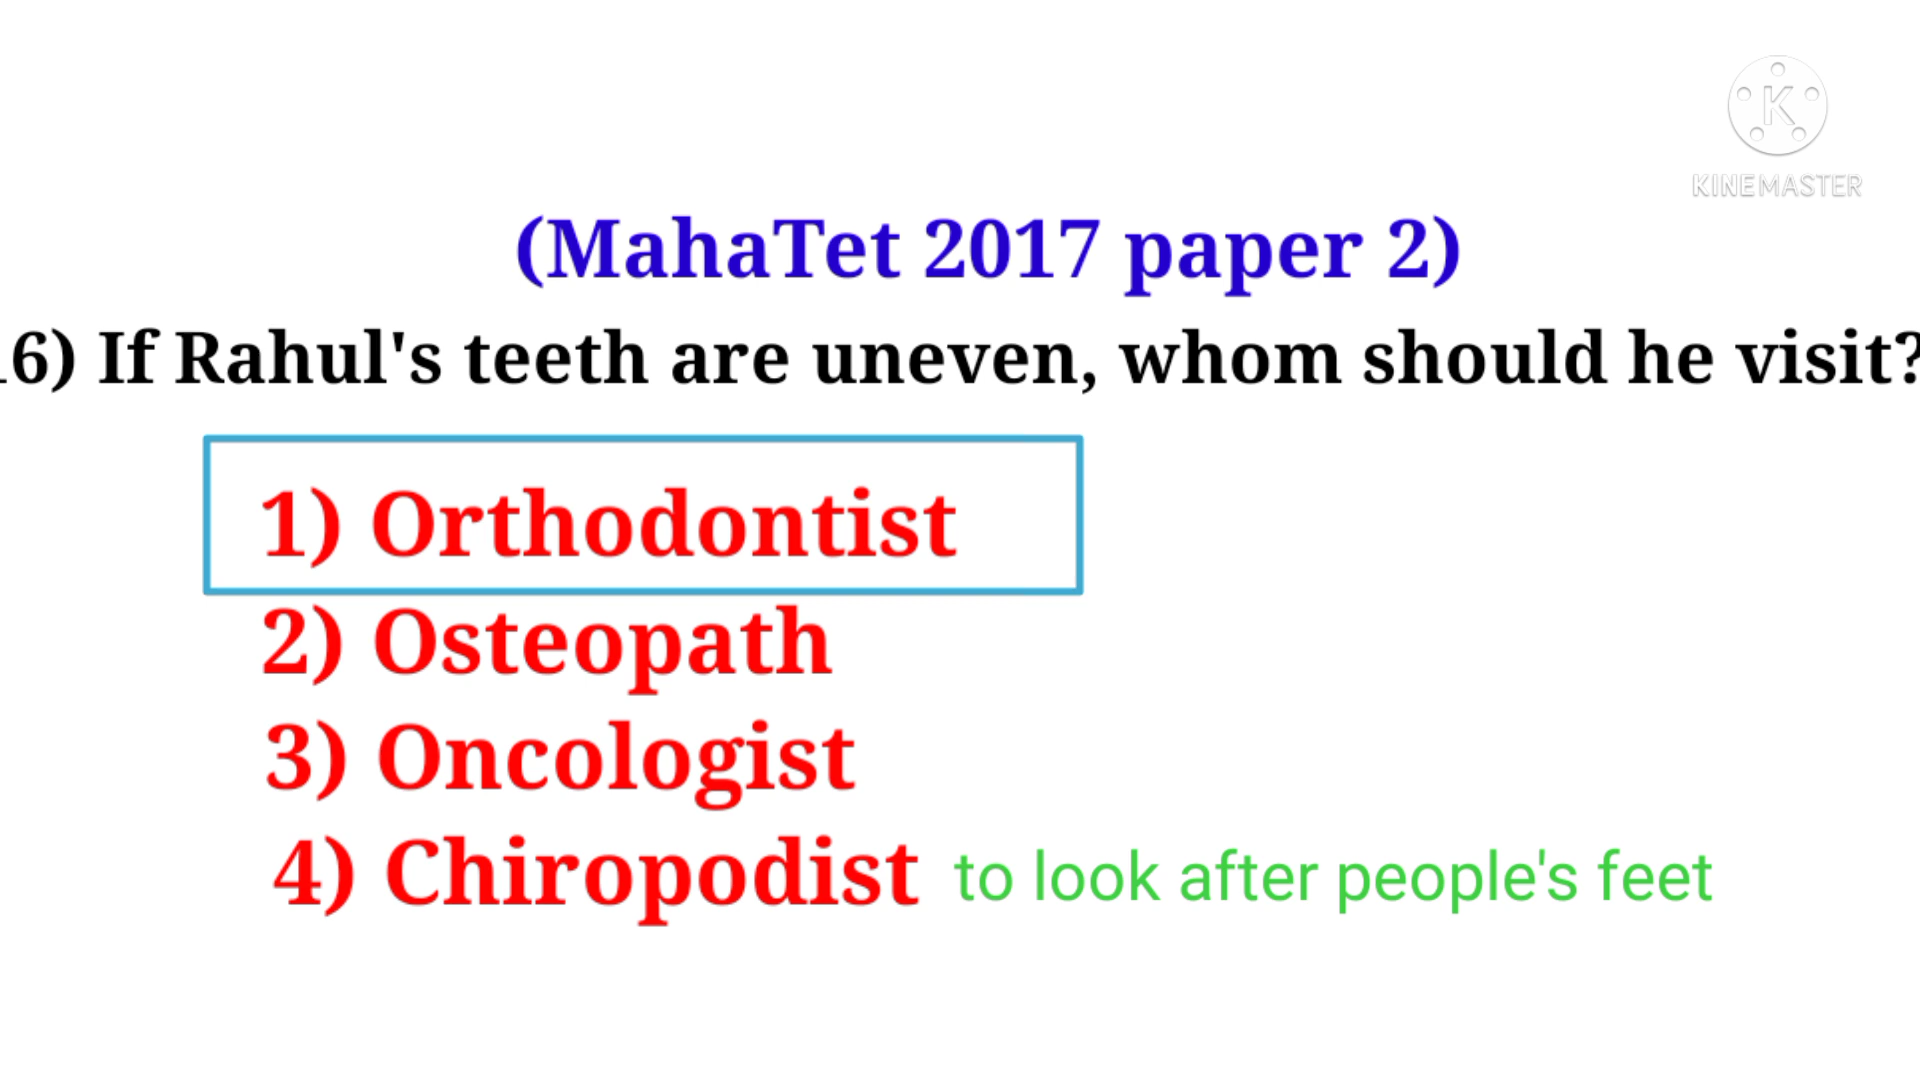 K
KINEMASTER
(MahaTet 2017 paper 2)
16) If Rahul's teeth are uneven, whom should he visit?
1) Orthodontist
2) Osteopath
3) Oncologist
4) Chiropodist to look after people's feet